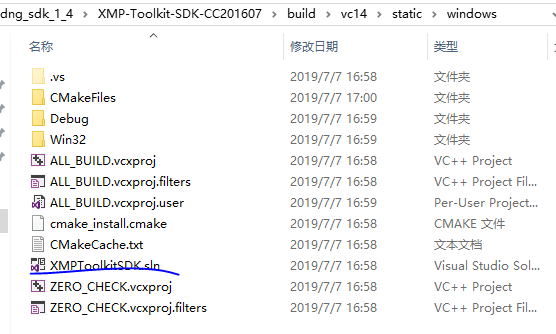 dng_sdk_1_4 > XMP-Toolkit-SDK-CC201607 > build > vc14 > static > windows
名称 修改日期 类型
.vs 2019/7/7 16:58 文件夹
CMakeFiles 2019/7/7 17:00 文件夹
Debug 2019/7/7 16:59 文件夹
Win32 2019/7/7 16:59 文件夹
ALL_BUILD.vcxproj 2019/7/7 16:58 VC++ Project
ALL_BUILD.vcxproj.filters 2019/7/7 16:58 VC++ Project Fil...
ALL_BUILD.vcxproj.user 2019/7/7 16:59 Per-User Project...
cmake_install.cmake 2019/7/7 16:58 CMAKE 文件
CMakeCache.txt 2019/7/7 16:58 文本文档
XMPToolkitSDK.sln 2019/7/7 16:58 Visual Studio Sol...
ZERO_CHECK.vcxproj 2019/7/7 16:58 VC++ Project
ZERO_CHECK.vcxproj.filters 2019/7/7 16:58 VC++ Project Fil...